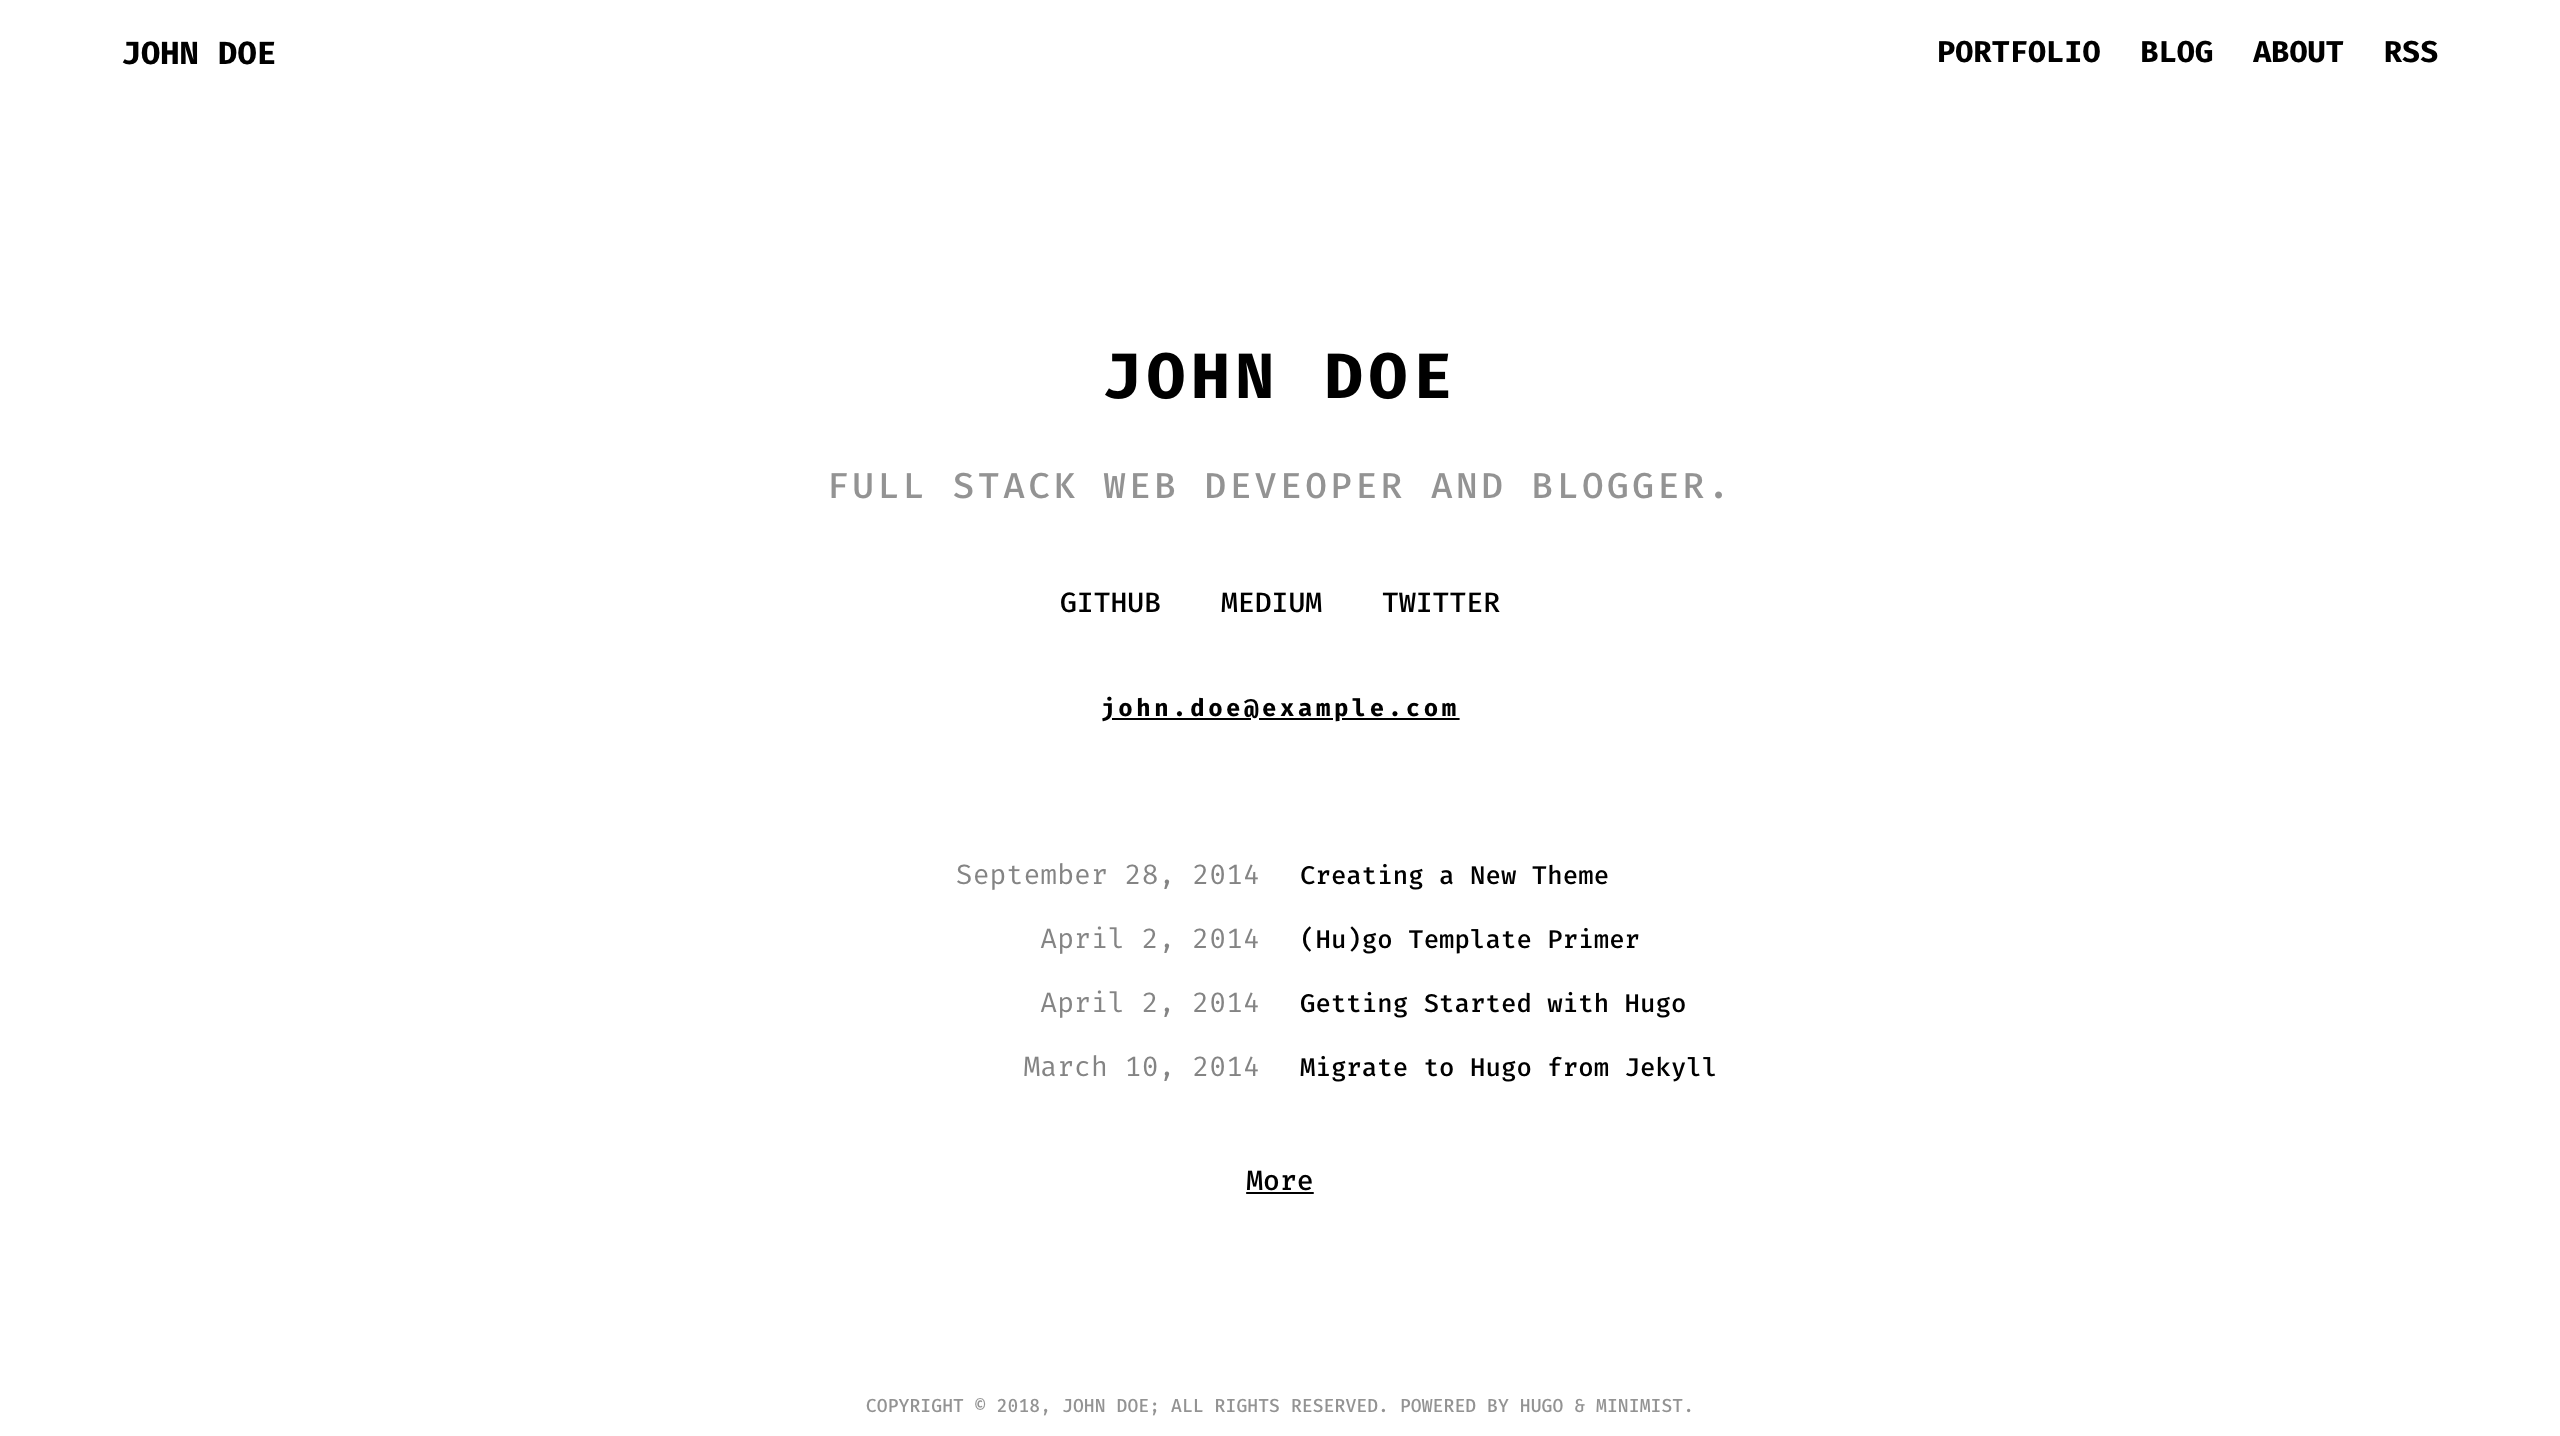 JOHN DOE PORTFOLIO BLOG ABOUT RSS
JOHN DOE
FULL STACK WEB DEVEOPER AND BLOGGER.
GITHUB MEDIUM TWITTER
john.doe@example.com
September 28, 2014 Creating a New Theme
April 2, 2014 (Hu)go Template Primer
April 2, 2014 Getting Started with Hugo
March 10, 2014 Migrate to Hugo from Jekyll
More
COPYRIGHT © 2018, JOHN DOE; ALL RIGHTS RESERVED. POWERED BY HUGO & MINIMIST.